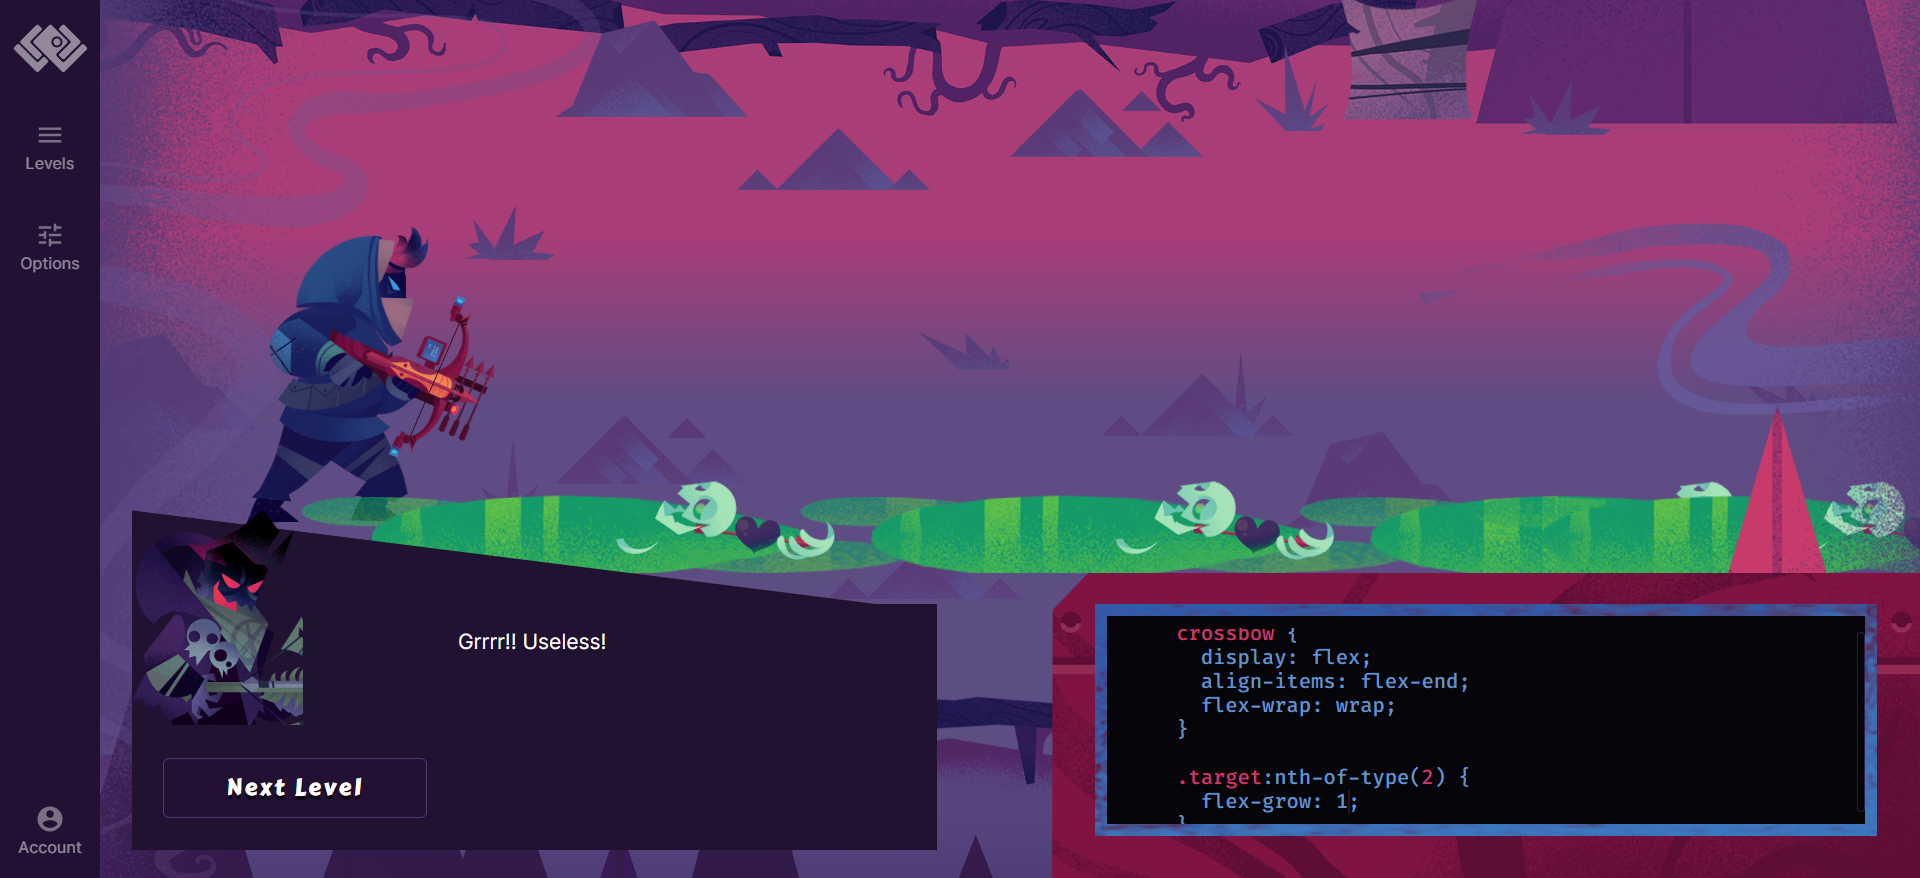 Levels
Options
Grrrr!! Useless!
Next Level
crossbow {
  display: flex;
  align-items: flex-end;
  flex-wrap: wrap;
}
.target:nth-of-type(2) {
  flex-grow: 1;
}
Account